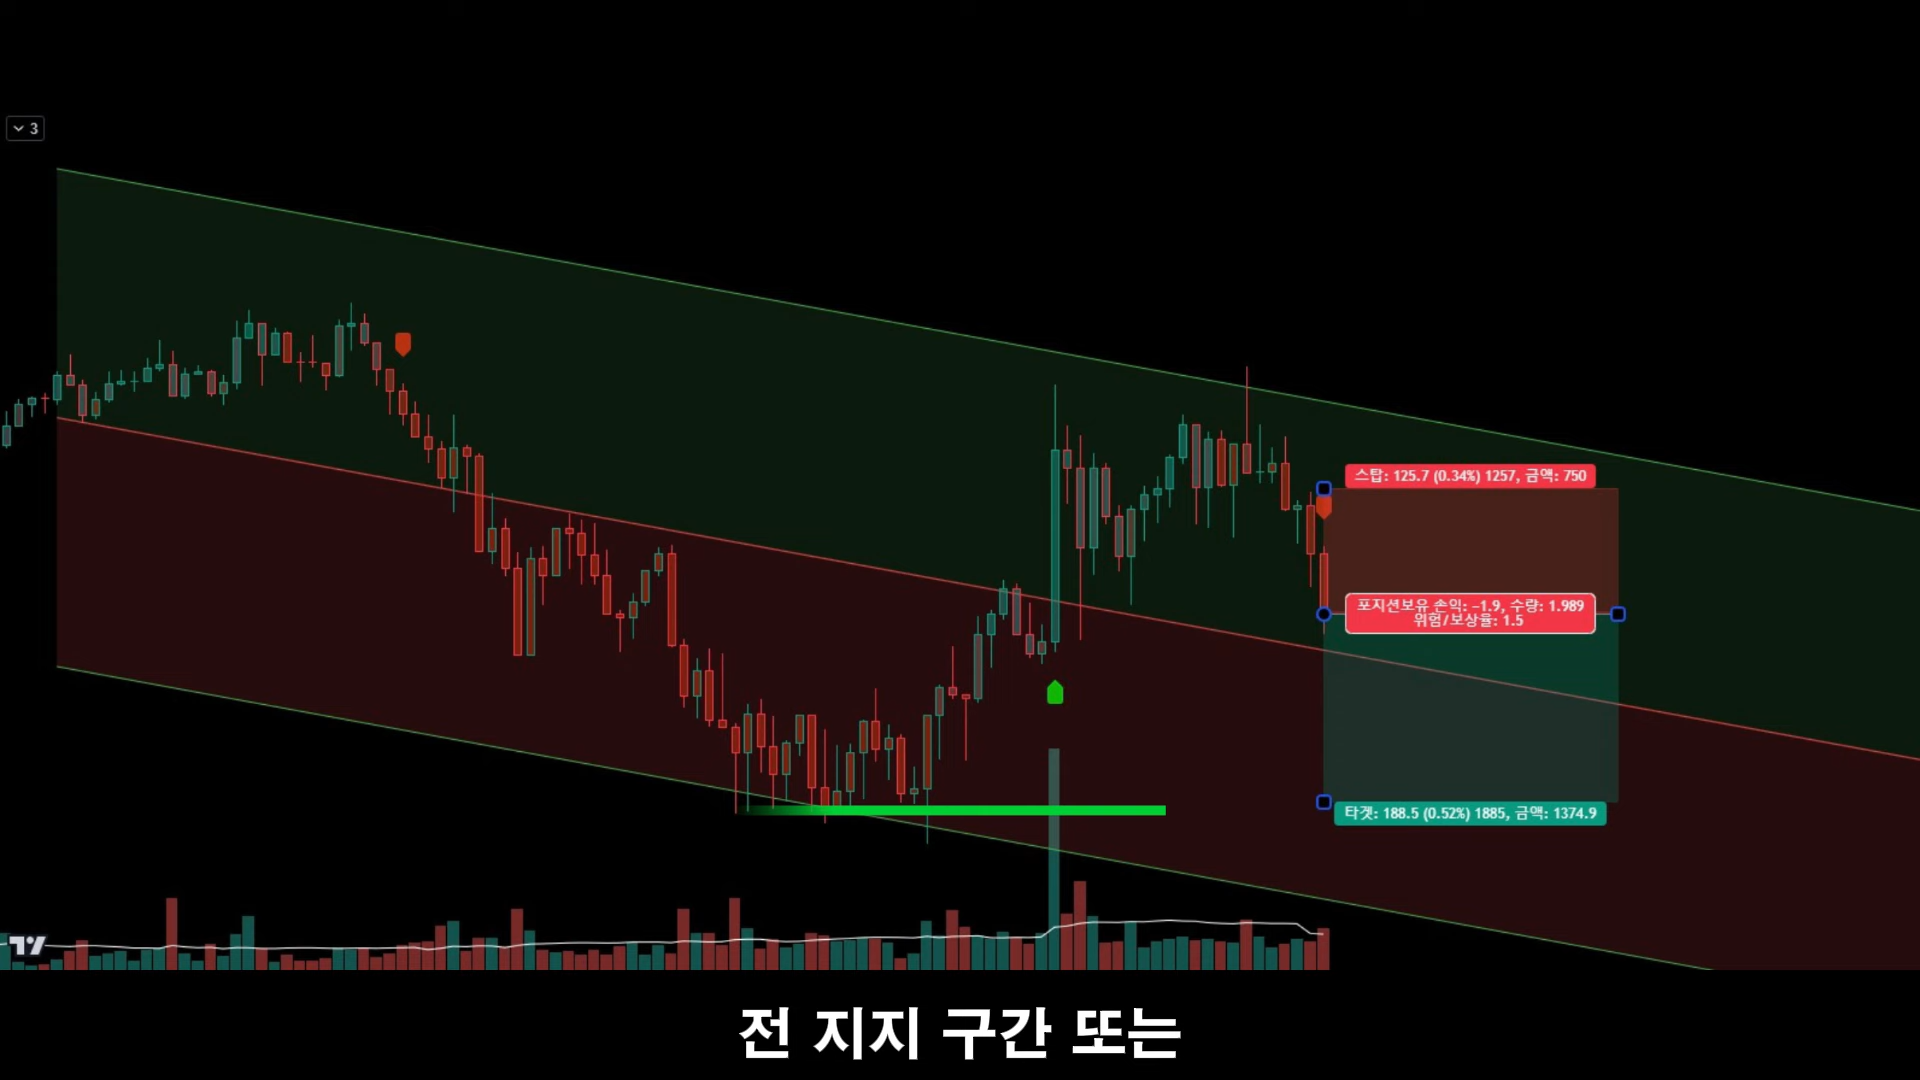 3
스탑: 125.7 (0.34%) 1257, 금액: 750
포지션보유 손익: −1.9, 수량: 1.989
위험/보상율: 1.5
타겟: 188.5 (0.52%) 1885, 금액: 1374.9
전 지지 구간 또는